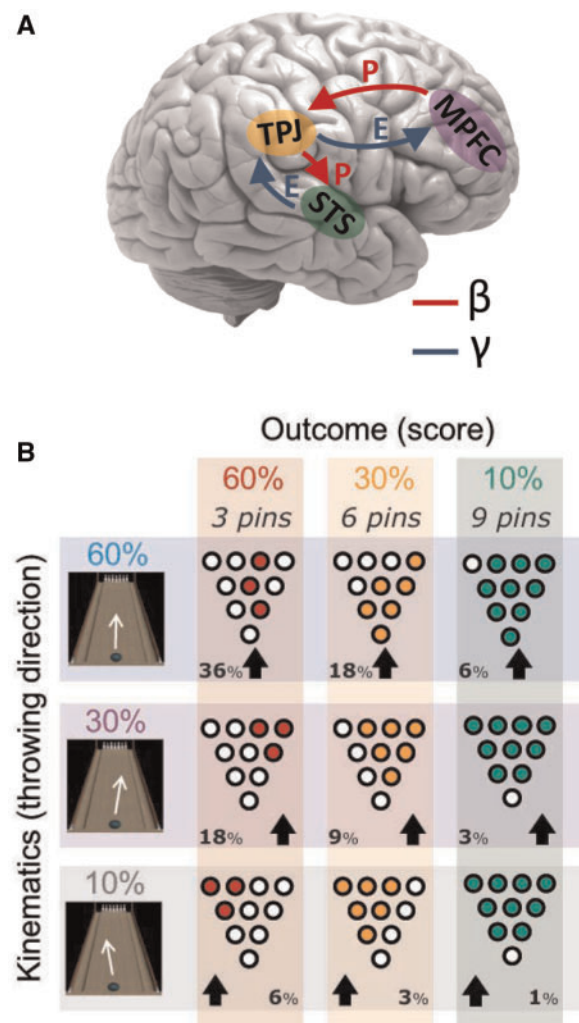 A
P
MPFC
TPJ
E
P
E
STS
β
γ
Outcome (score)
B
60% 30% 10%
3 pins 6 pins 9 pins
Kinematics (throwing direction)
60%
36% 18% 6%
30%
18% 9% 3%
10%
6% 3% 1%